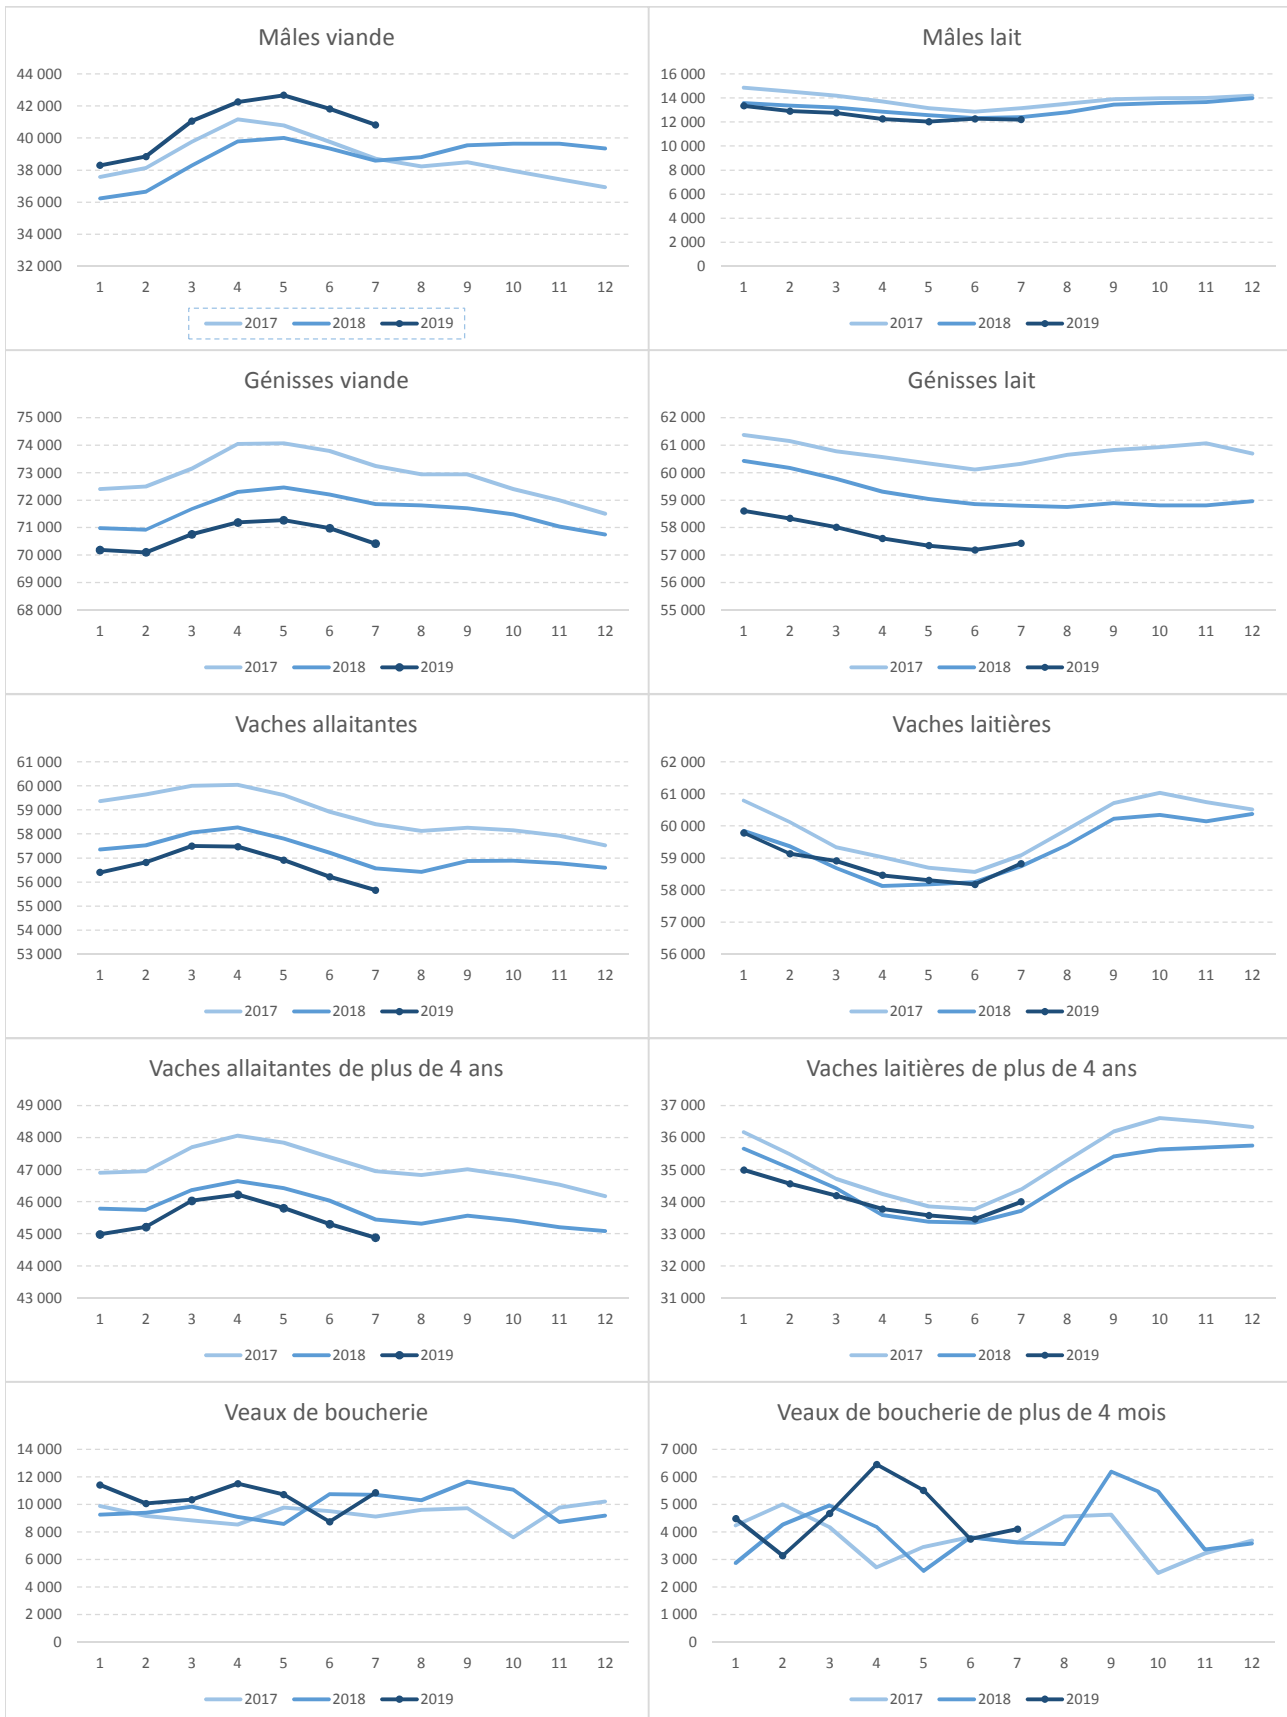 Mâles viande
44 000
42 000
40 000
38 000
36 000
34 000
32 000
1 2 3 4 5 6 7 8 9 10 11 12
2017 2018 2019
Mâles lait
16 000
14 000
12 000
10 000
8 000
6 000
4 000
2 000
0
1 2 3 4 5 6 7 8 9 10 11 12
2017 2018 2019
Génisses viande
75 000
74 000
73 000
72 000
71 000
70 000
69 000
68 000
1 2 3 4 5 6 7 8 9 10 11 12
2017 2018 2019
Génisses lait
62 000
61 000
60 000
59 000
58 000
57 000
56 000
55 000
1 2 3 4 5 6 7 8 9 10 11 12
2017 2018 2019
Vaches allaitantes
61 000
60 000
59 000
58 000
57 000
56 000
55 000
54 000
53 000
1 2 3 4 5 6 7 8 9 10 11 12
2017 2018 2019
Vaches laitières
62 000
61 000
60 000
59 000
58 000
57 000
56 000
1 2 3 4 5 6 7 8 9 10 11 12
2017 2018 2019
Vaches allaitantes de plus de 4 ans
49 000
48 000
47 000
46 000
45 000
44 000
43 000
1 2 3 4 5 6 7 8 9 10 11 12
2017 2018 2019
Vaches laitières de plus de 4 ans
37 000
36 000
35 000
34 000
33 000
32 000
31 000
1 2 3 4 5 6 7 8 9 10 11 12
2017 2018 2019
Veaux de boucherie
14 000
12 000
10 000
8 000
6 000
4 000
2 000
0
1 2 3 4 5 6 7 8 9 10 11 12
2017 2018 2019
Veaux de boucherie de plus de 4 mois
7 000
6 000
5 000
4 000
3 000
2 000
1 000
0
1 2 3 4 5 6 7 8 9 10 11 12
2017 2018 2019